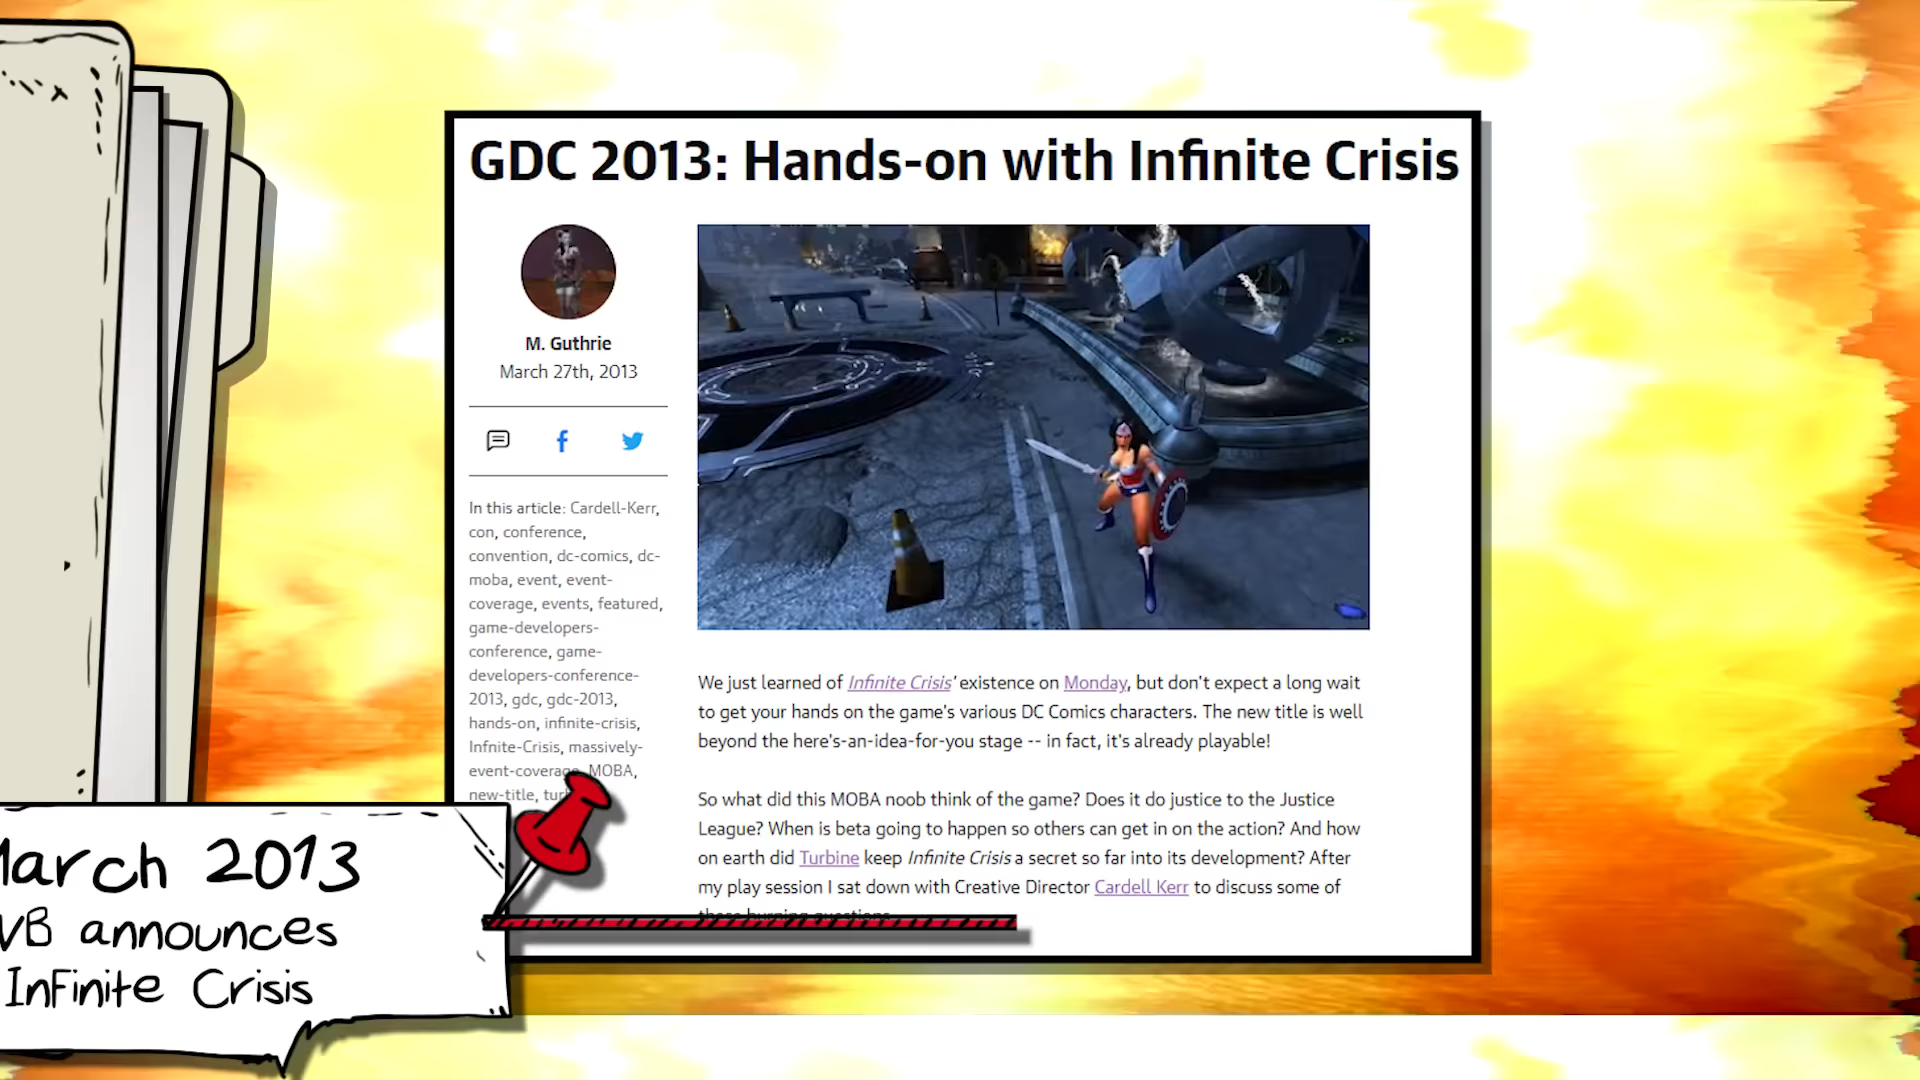 GDC 2013: Hands-on with Infinite Crisis
M. Guthrie
March 27th, 2013
In this article: Cardell-Kerr,
con, conference,
convention, dc-comics, dc-
moba, event, event-
coverage, events, featured,
game-developers-
conference, game-
developers-conference-
2013, gdc, gdc-2013,
hands-on, infinite-crisis,
Infnite-Crisis, massively-
event-coverage, MOBA,
new-title,
We just learned of Infinite Crisis' existence on Monday, but don't expect a long wait
to get your hands on the game's various DC Comics characters. The new title is well
beyond the here's-an-idea-for-you stage -- in fact, it's already playable!
So what did this MOBA noob think of the game? Does it do justice to the Justice
League? When is beta going to happen so others can get in on the action? And how
on earth did Turbine keep Infinite Crisis a secret so far into its development? After
my play session I sat down with Creative Director Cardell Kerr to discuss some of
these burning questions.
March 2013
announces
Infinite Crisis